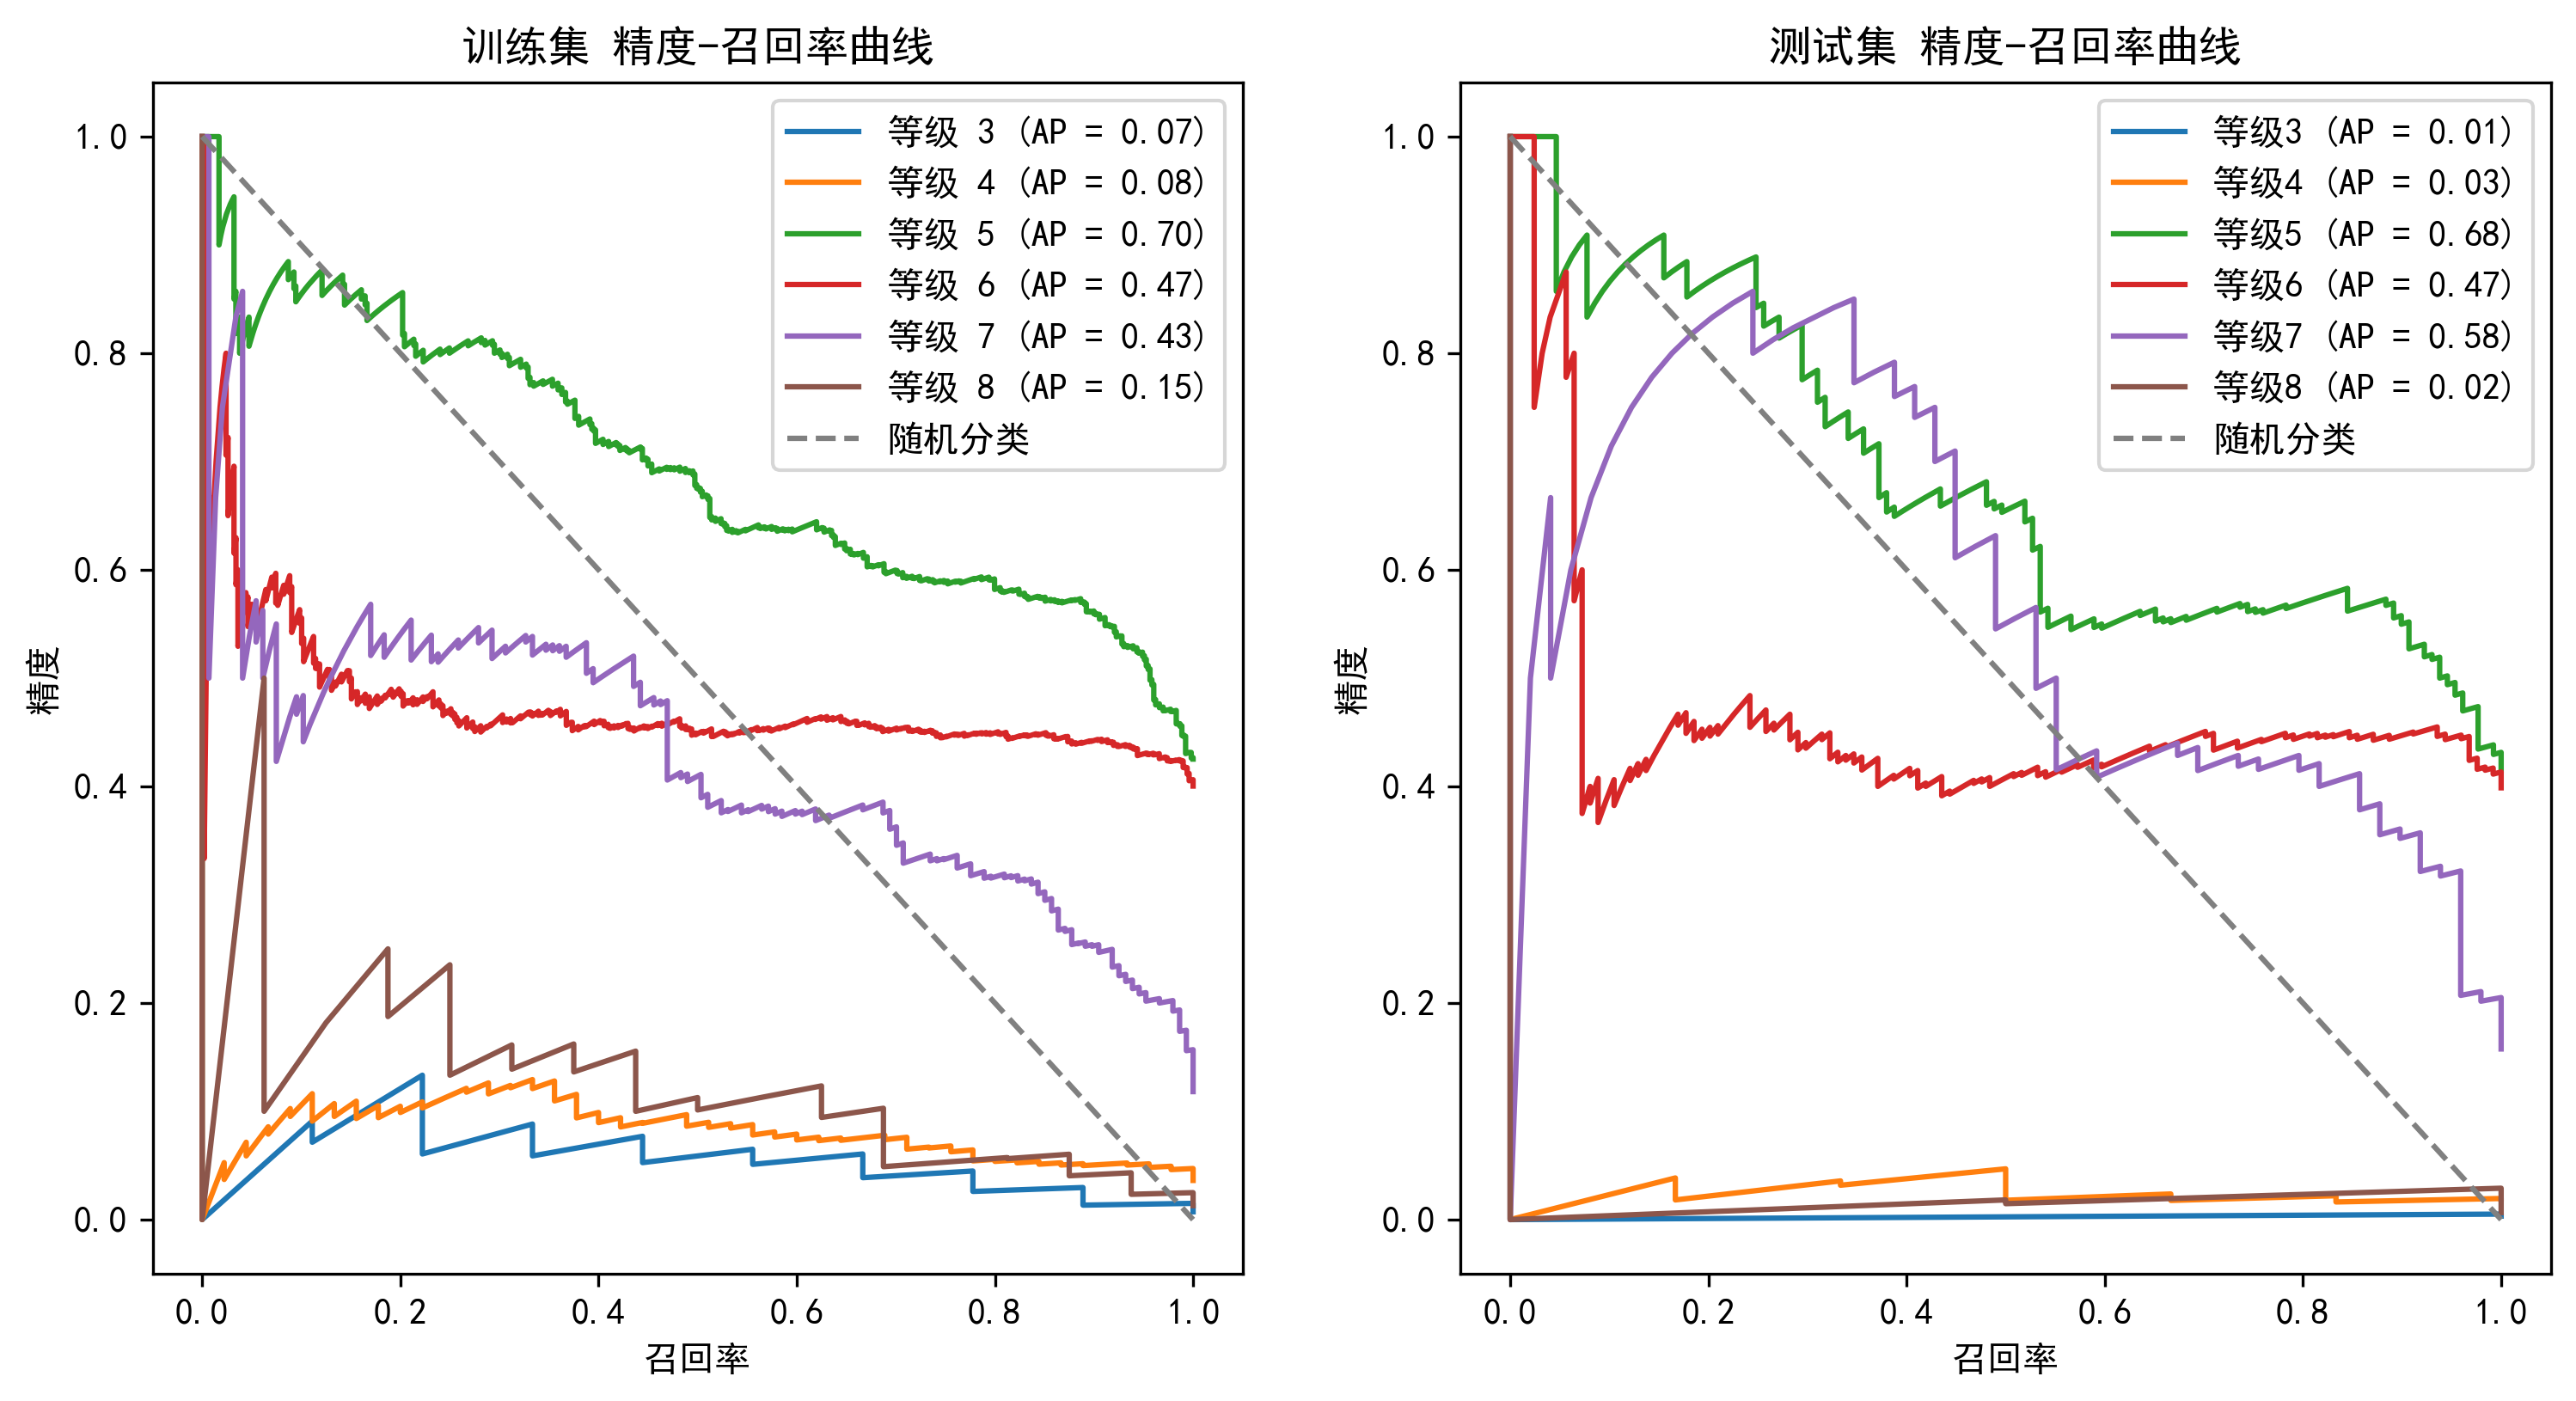 训练集 精度-召回率曲线
精度
1.0
0.8
0.6
0.4
0.2
0.0
等级 3 (AP = 0.07)
等级 4 (AP = 0.08)
等级 5 (AP = 0.70)
等级 6 (AP = 0.47)
等级 7 (AP = 0.43)
等级 8 (AP = 0.15)
随机分类
0.0 0.2 0.4 0.6 0.8 1.0
召回率
测试集 精度-召回率曲线
精度
1.0
0.8
0.6
0.4
0.2
0.0
等级3 (AP = 0.01)
等级4 (AP = 0.03)
等级5 (AP = 0.68)
等级6 (AP = 0.47)
等级7 (AP = 0.58)
等级8 (AP = 0.02)
随机分类
0.0 0.2 0.4 0.6 0.8 1.0
召回率